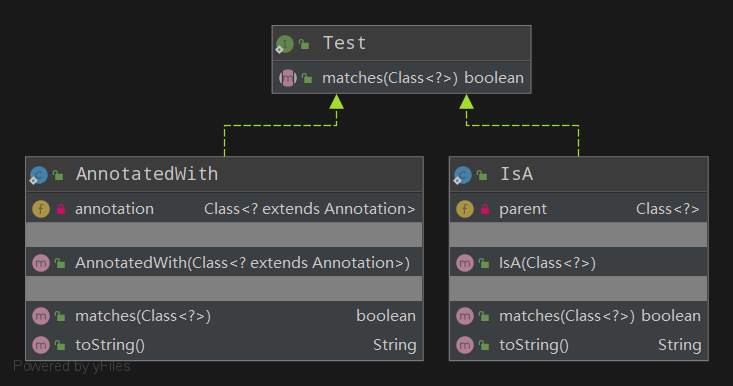 Test
matches(Class<?>) boolean
AnnotatedWith
annotation Class<? extends Annotation>
AnnotatedWith(Class<? extends Annotation>)
matches(Class<?>) boolean
toString() String
IsA
parent Class<?>
IsA(Class<?>)
matches(Class<?>) boolean
toString() String
Powered by yFiles